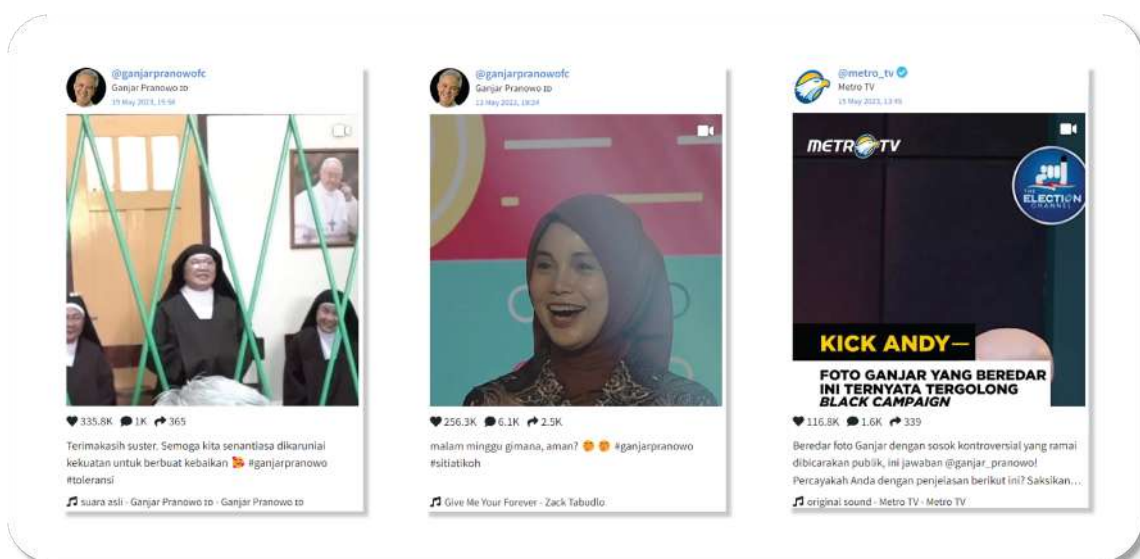 @ganjarpranowofc
Ganjar Pranowo ID
335.8K 1K 365
Terimakasih suster. Semoga kita senantiasa dikaruniai
kekuatan untuk berbuat kebaikan 🥰 #ganjarpranowo
#toleransi
suara asli - Ganjar Pranowo ID - Ganjar Pranowo ID
@ganjarpranowofc
Ganjar Pranowo ID
256.3K 6.1K 2.5K
malam minggu gimana, aman? #ganjarpranowo
#sitiatikoh
Give Me Your Forever - Zack Tabudlo
@metro_tv
Metro TV
15 May 2023, 13:45
METRO TV
THE
ELECTION
CHANNEL
KICK ANDY—
FOTO GANJAR YANG BEREDAR
INI TERNYATA TERGOLONG
BLACK CAMPAIGN
116.8K 1.6K 339
Beredar foto Ganjar dengan sosok kontroversial yang ramai
dibicarakan publik, ini jawaban @ganjar_pranowo!
Percayakah Anda dengan penjelasan berikut ini? Saksikan...
original sound - Metro TV - Metro TV